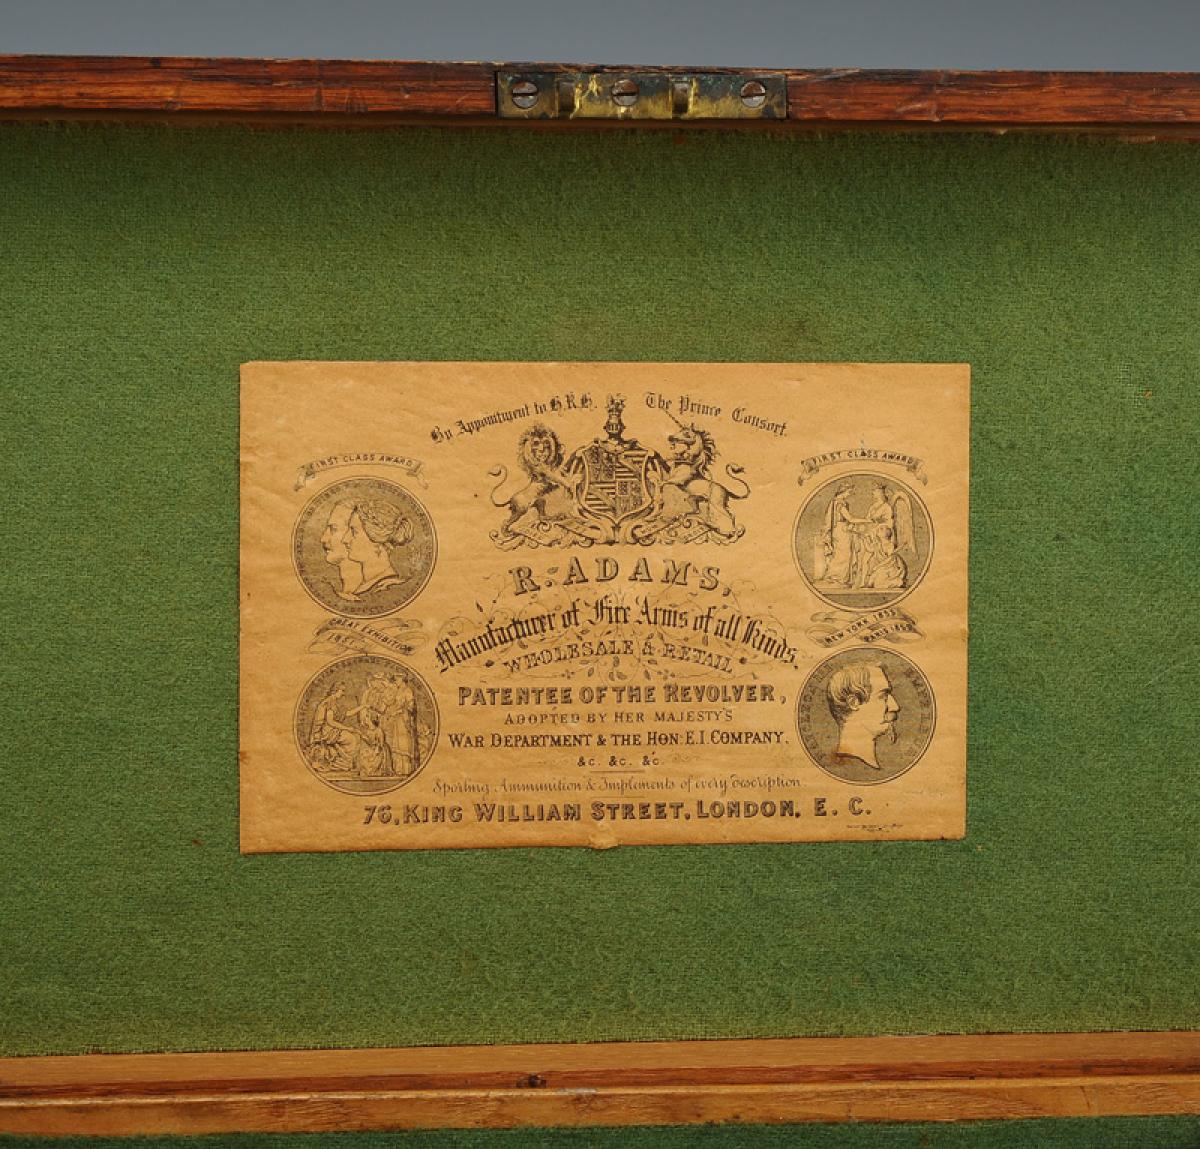 By Appointment to H.R.H. The Prince Consort.
FIRST CLASS AWARD
FIRST CLASS AWARD
GREAT EXHIBITION
1851
NEW YORK 1853
PARIS
R. ADAMS,
Manufacturer of Fire Arms of all Kinds.
WHOLESALE & RETAIL
PATENTEE OF THE REVOLVER,
ADOPTED BY HER MAJESTY'S
WAR DEPARTMENT & THE HON: E.I. COMPANY.
&c. &c. &c.
Sporting Ammunition & Implements of every description.
76, KING WILLIAM STREET, LONDON, E. C.